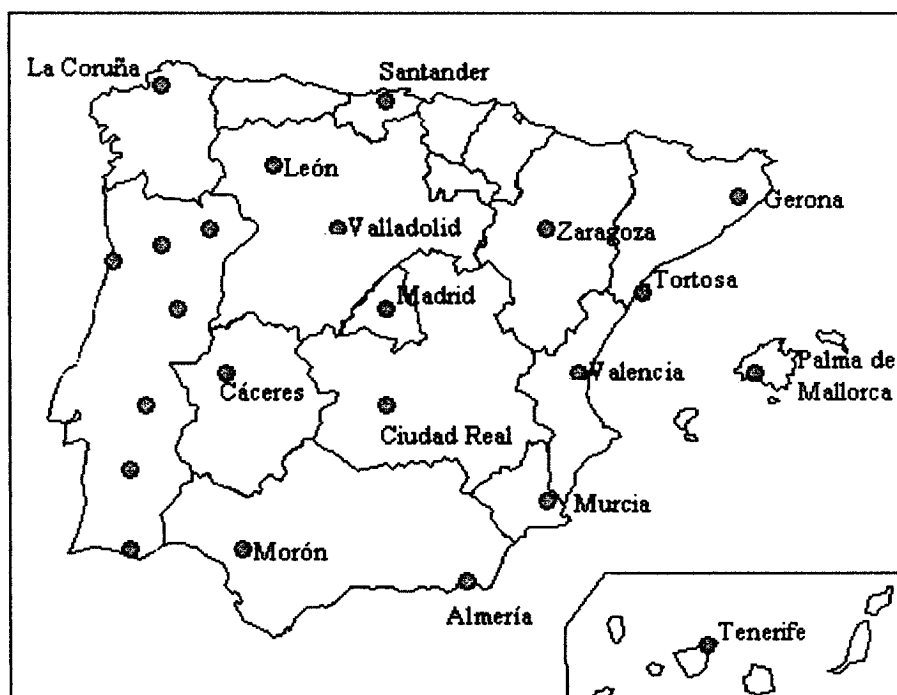 La Coruña
Santander
León
Gerona
Valladolid
Zaragoza
Tortosa
Madrid
Palma de
Mallorca
Cáceres
Valencia
Ciudad Real
Murcia
Morón
Almería
Tenerife